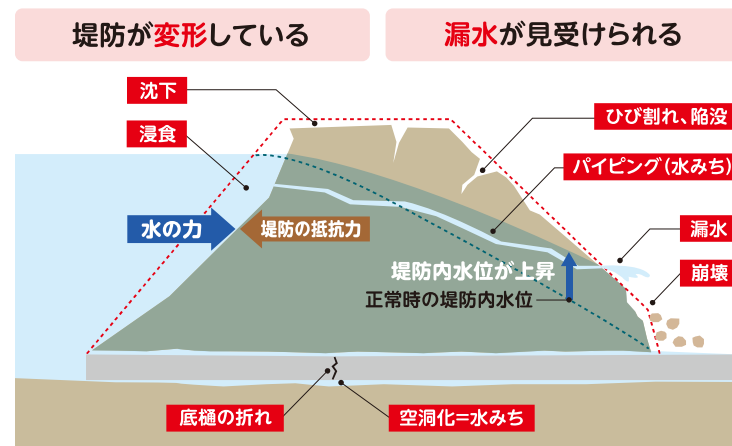 堤防が変形している
漏水が見受けられる
沈下
浸食
ひび割れ、陥没
パイピング(水みち)
水の力
堤防の抵抗力
漏水
堤防内水位が上昇
崩壊
正常時の堤防内水位
底樋の折れ
空洞化=水みち